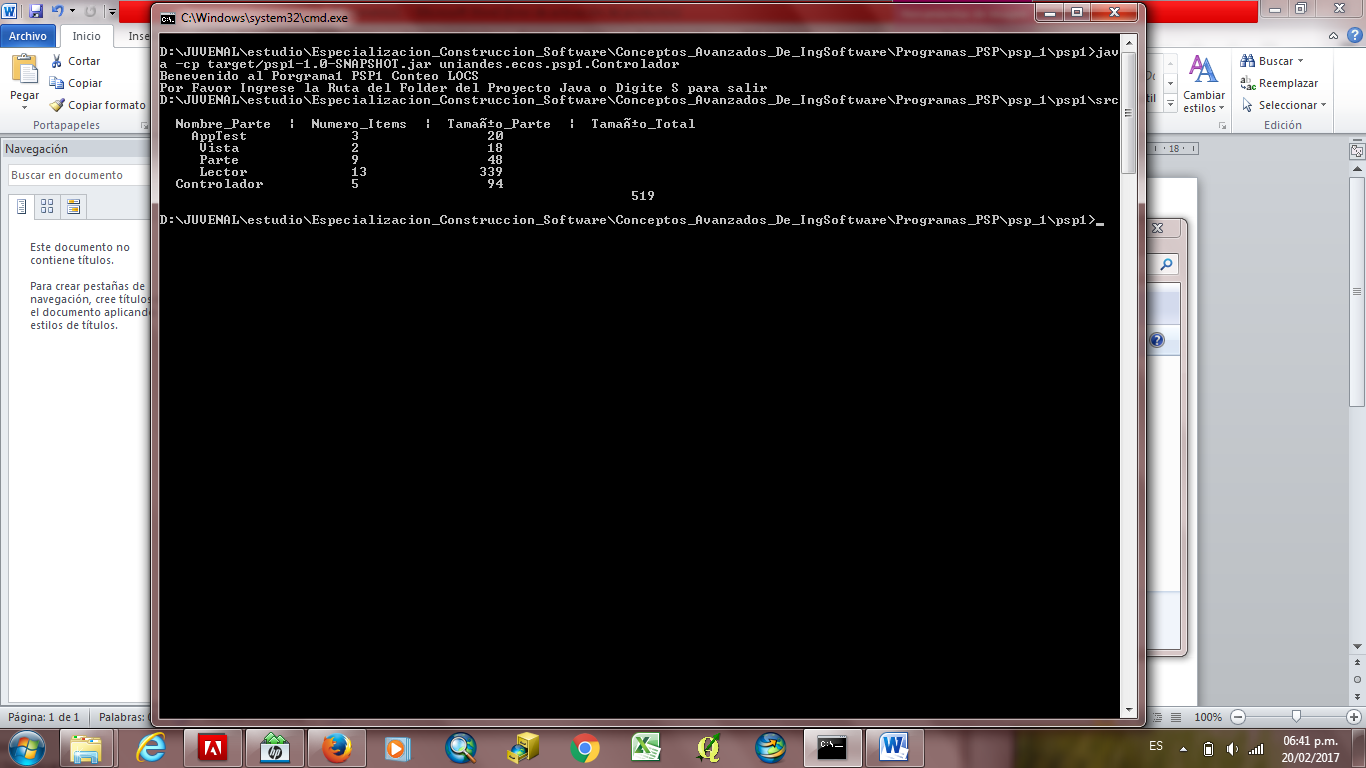 C:\Windows\system32\cmd.exe
Archivo
Inicio
Inse
Pegar
Cortar
Copiar
Copiar formato
Portapapeles
Cambiar estilos
Buscar
Reemplazar
Seleccionar
Edición
Navegación
Buscar en documento
Este documento no
contiene títulos.
Para crear pestañas de
navegación, cree títulos
el documento aplicando
estilos de títulos.
D:\JUVENAL\estudio\Especializacion_Construccion_Software\Conceptos_Avanzados_De_IngSoftware\Programas_PSP\psp_1\psp1>jav
a -cp target/psp1-1.0-SNAPSHOT.jar uniandes.ecos.psp1.Controlador
Benevenido al Porgrama1 PSP1 Conteo LOCS
Por Favor Ingrese la Ruta del Folder del Proyecto Java o Digite S para salir
D:\JUVENAL\estudio\Especializacion_Construccion_Software\Conceptos_Avanzados_De_IngSoftware\Programas_PSP\psp_1\psp1\src
Nombre_Parte ¦ Numero_Items ¦ Tamañ±o_Parte ¦ Tamañ±o_Total
AppTest 3 20
Vista 2 18
Parte 9 48
Lector 13 339
Controlador 5 94
519
D:\JUVENAL\estudio\Especializacion_Construccion_Software\Conceptos_Avanzados_De_IngSoftware\Programas_PSP\psp_1\psp1>_
· 18 ·
Página: 1 de 1
Palabras:
100%
ES
06:41 p.m.
20/02/2017